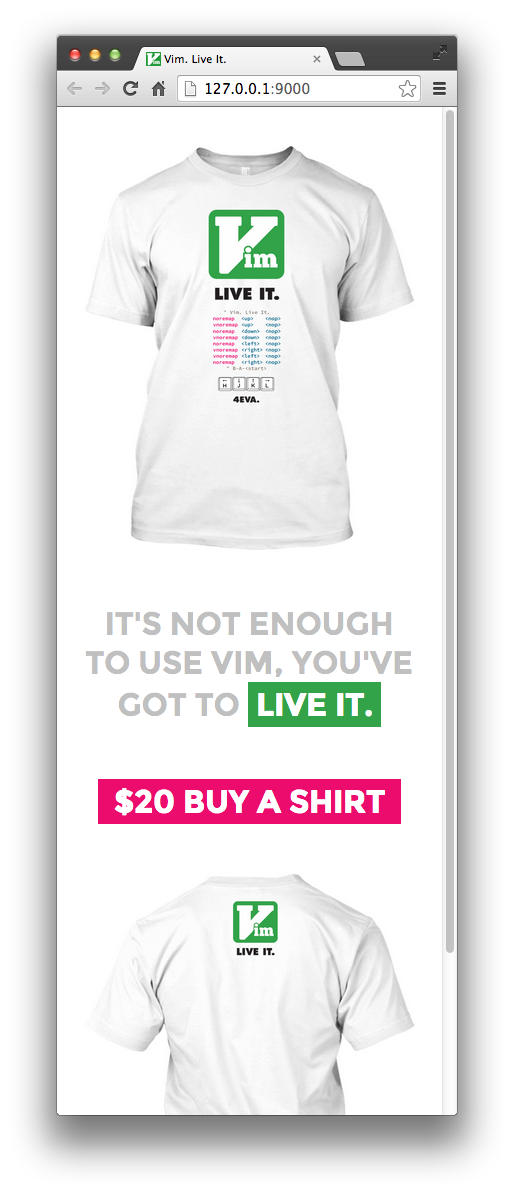 Vim. Live It.
127.0.0.1:9000
Vim
LIVE IT.
" Vim. Live It.
noremap <up> <nop>
vnoremap <up> <nop>
noremap <down> <nop>
vnoremap <down> <nop>
noremap <left> <nop>
vnoremap <right> <nop>
noremap <left> <nop>
vnoremap <right> <nop>
" B-A-<start>
H J K L
4EVA.
IT'S NOT ENOUGH
TO USE VIM, YOU'VE
GOT TO LIVE IT.
$20 BUY A SHIRT
Vim
LIVE IT.